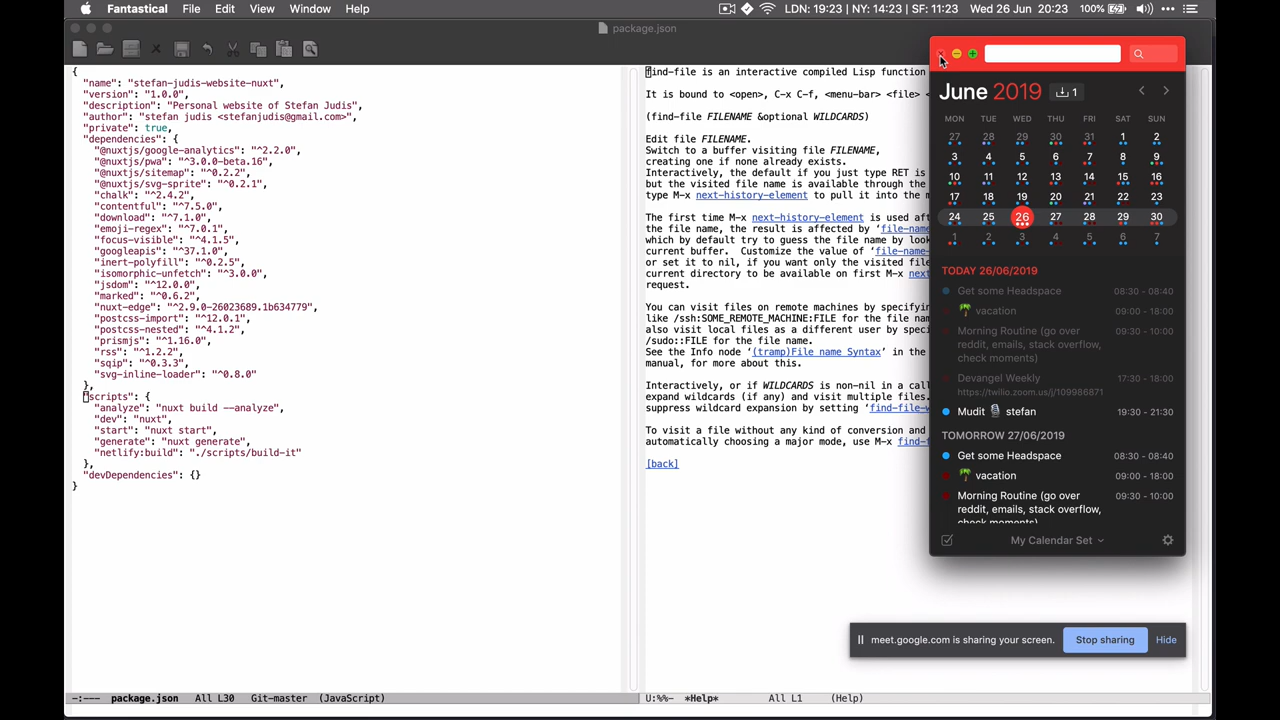 Fantastical File Edit View Window Help LDN: 19:23 | NY: 14:23 | SF: 11:23 Wed 26 Jun 20:23 100%
package.json
{
"name": "stefan-judis-website-nuxt",
"version": "1.0.0",
"description": "Personal website of Stefan Judis",
"author": "stefan judis <stefanjudis@gmail.com>",
"private": true,
"dependencies": {
"@nuxtjs/google-analytics": "^2.2.0",
"@nuxtjs/pwa": "^3.0.0-beta.16",
"@nuxtjs/sitemap": "^0.2.2",
"@nuxtjs/svg-sprite": "^0.2.1",
"chalk": "^2.4.2",
"contentful": "^7.5.0",
"download": "^7.1.0",
"emoji-regex": "^7.0.1",
"focus-visible": "^4.1.5",
"googleapis": "^37.1.0",
"inert-polyfill": "^0.2.5",
"isomorphic-unfetch": "^3.0.0",
"jsdom": "^12.0.0",
"marked": "^0.6.2",
"nuxt-edge": "^2.9.0-26023689.1b634779",
"postcss-import": "^12.0.1",
"postcss-nested": "^4.1.2",
"prismjs": "^1.16.0",
"rss": "^1.2.2",
"sqip": "^0.3.3",
"svg-inline-loader": "^0.8.0"
},
"scripts": {
"analyze": "nuxt build --analyze",
"dev": "nuxt",
"start": "nuxt start",
"generate": "nuxt generate",
"netlify:build": "./scripts/build-it"
},
"devDependencies": {}
}
-:--- package.json All L30 Git-master (JavaScript)
find-file is an interactive compiled Lisp function
It is bound to <open>, C-x C-f, <menu-bar> <file> <
(find-file FILENAME &optional WILDCARDS)
Edit file FILENAME.
Switch to a buffer visiting file FILENAME,
creating one if none already exists.
Interactively, the default if you just type RET is
but the visited file name is available through the
type M-x next-history-element to pull it into the m
The first time M-x next-history-element is used afte
the file name, the result is affected by ‘file-name
which by default try to guess the file name by look
current buffer. Customize the value of ‘file-name-
or set it to nil, if you want only the visited file
current directory to be available on first M-x next
request.
You can visit files on remote machines by specifyin
like /ssh:SOME_REMOTE_MACHINE:FILE for the file nam
also visit local files as a different user by speci
/sudo::FILE for the file name.
See the Info node ‘(tramp)File name Syntax’ in the
manual, for more about this.
Interactively, or if WILDCARDS is non-nil in a call
expand wildcards (if any) and visit multiple files.
suppress wildcard expansion by setting ‘find-file-w
To visit a file without any kind of conversion and
automatically choosing a major mode, use M-x find-f
[back]
U:%%- *Help* All L1 (Help)
June 2019 1
MON TUE WED THU FRI SAT SUN
27 28 29 30 31 1 2
3 4 5 6 7 8 9
10 11 12 13 14 15 16
17 18 19 20 21 22 23
24 25 26 27 28 29 30
1 2 3 4 5 6 7
TODAY 26/06/2019
Get some Headspace 08:30 - 08:40
🌴 vacation 09:00 - 18:00
Morning Routine (go over 09:30 - 10:00
reddit, emails, stack overflow,
check moments)
Devangel Weekly 17:30 - 18:00
https://twilio.zoom.us/j/109986871
Mudit 🎙 stefan 19:30 - 21:30
TOMORROW 27/06/2019
Get some Headspace 08:30 - 08:40
🌴 vacation 09:00 - 18:00
Morning Routine (go over 09:30 - 10:00
reddit, emails, stack overflow,
check moments)
My Calendar Set
meet.google.com is sharing your screen. Stop sharing Hide